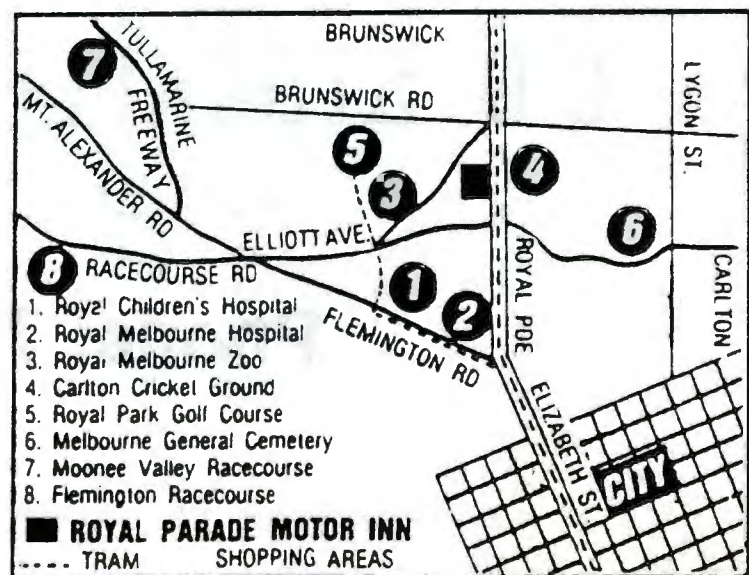 BRUNSWICK
TULLAMARINE
FREEWAY
LYGON ST.
7
BRUNSWICK RD
MT. ALEXANDER RD
5
4
3
ELLIOTT AVE.
6
8
RACECOURSE RD
ROYAL PDE
CARLTON
1
2
FLEMINGTON RD
1. Royal Children's Hospital
2. Royal Melbourne Hospital
3. Royal Melbourne Zoo
4. Carlton Cricket Ground
5. Royal Park Golf Course
6. Melbourne General Cemetery
7. Moonee Valley Racecourse
8. Flemington Racecourse
ELIZABETH ST.
CITY
ROYAL PARADE MOTOR INN
TRAM SHOPPING AREAS